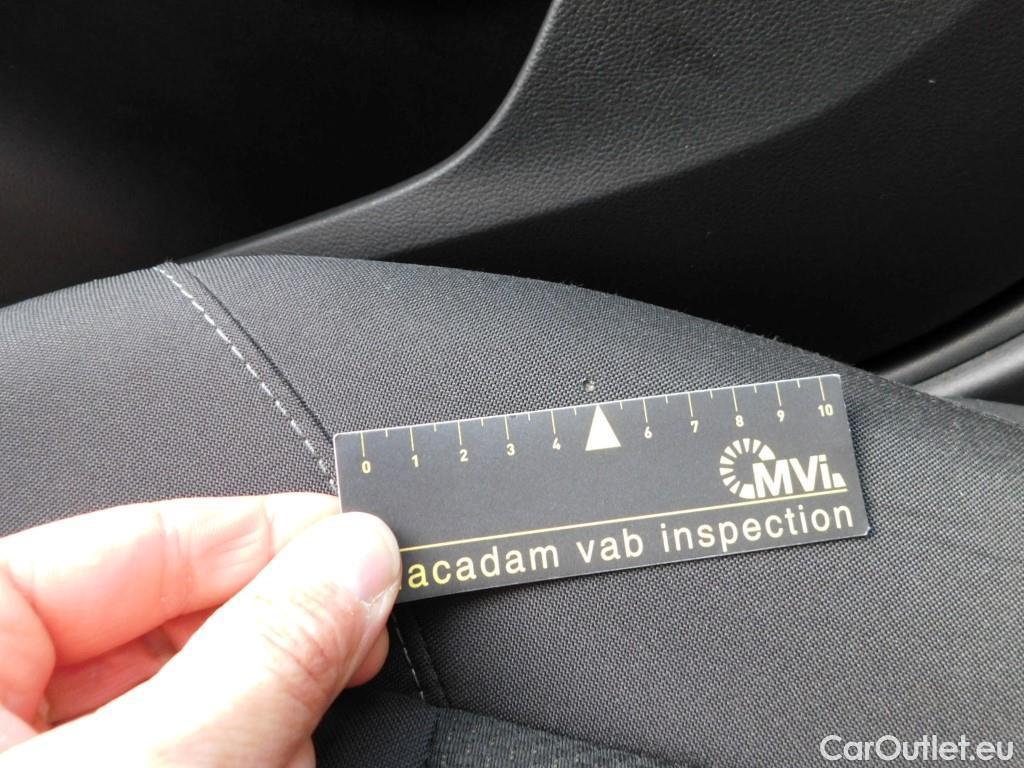 0 1 2 3 4 6 7 8 9 10
MVi
acadam vab inspection
CarOutlet.eu